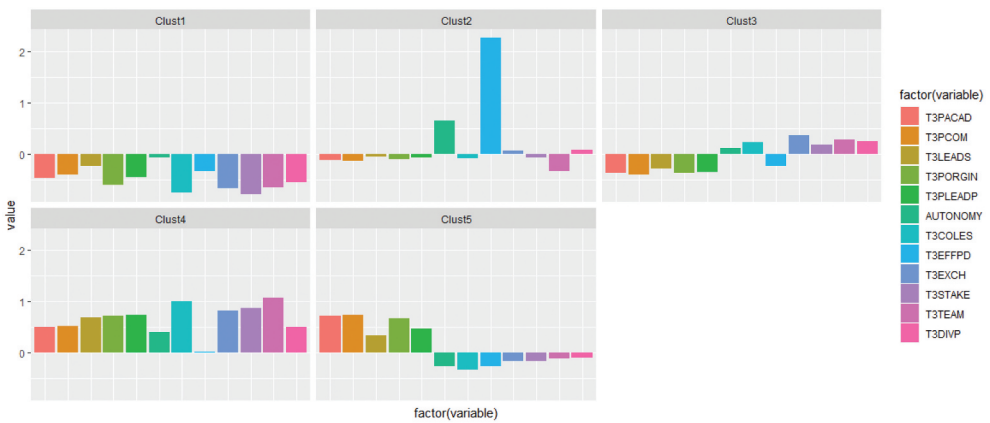 Clust1
Clust2
Clust3
2
1
0
Clust4
Clust5
2
1
0
value
factor(variable)
factor(variable)
T3PACAD
T3PCOM
T3LEADS
T3PORGIN
T3PLEADP
AUTONOMY
T3COLES
T3EFFPD
T3EXCH
T3STAKE
T3TEAM
T3DIVP